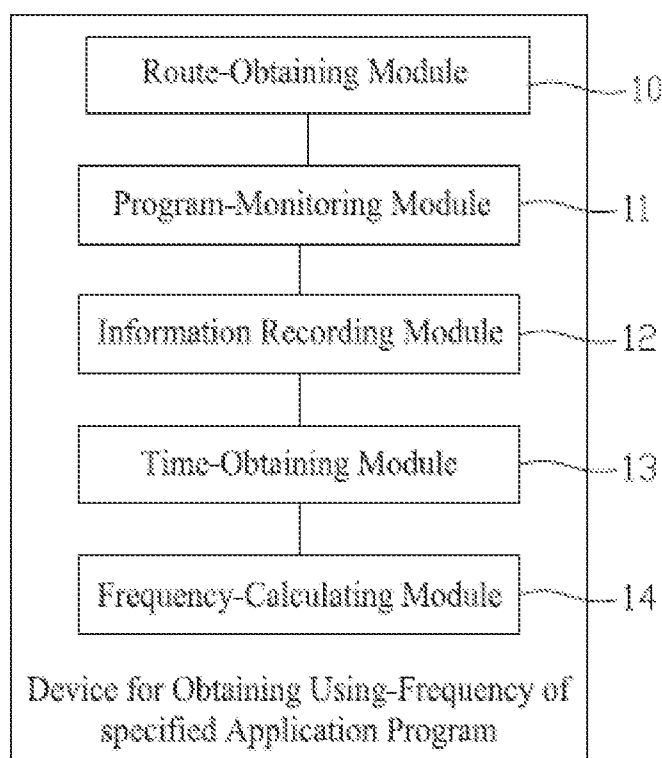 Route-Obtaining Module
10
Program-Monitoring Module
11
Information Recording Module
12
Time-Obtaining Module
13
Frequency-Calculating Module
14
Device for Obtaining Using-Frequency of
specified Application Program